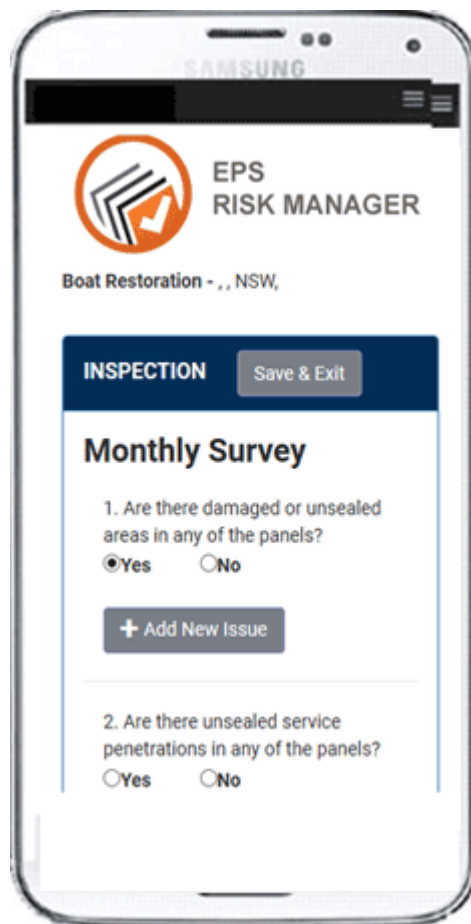 SAMSUNG
EPS
RISK MANAGER
Boat Restoration - , , NSW,
INSPECTION
Save & Exit
Monthly Survey
1. Are there damaged or unsealed
areas in any of the panels?
Yes No
+ Add New Issue
2. Are there unsealed service
penetrations in any of the panels?
Yes No